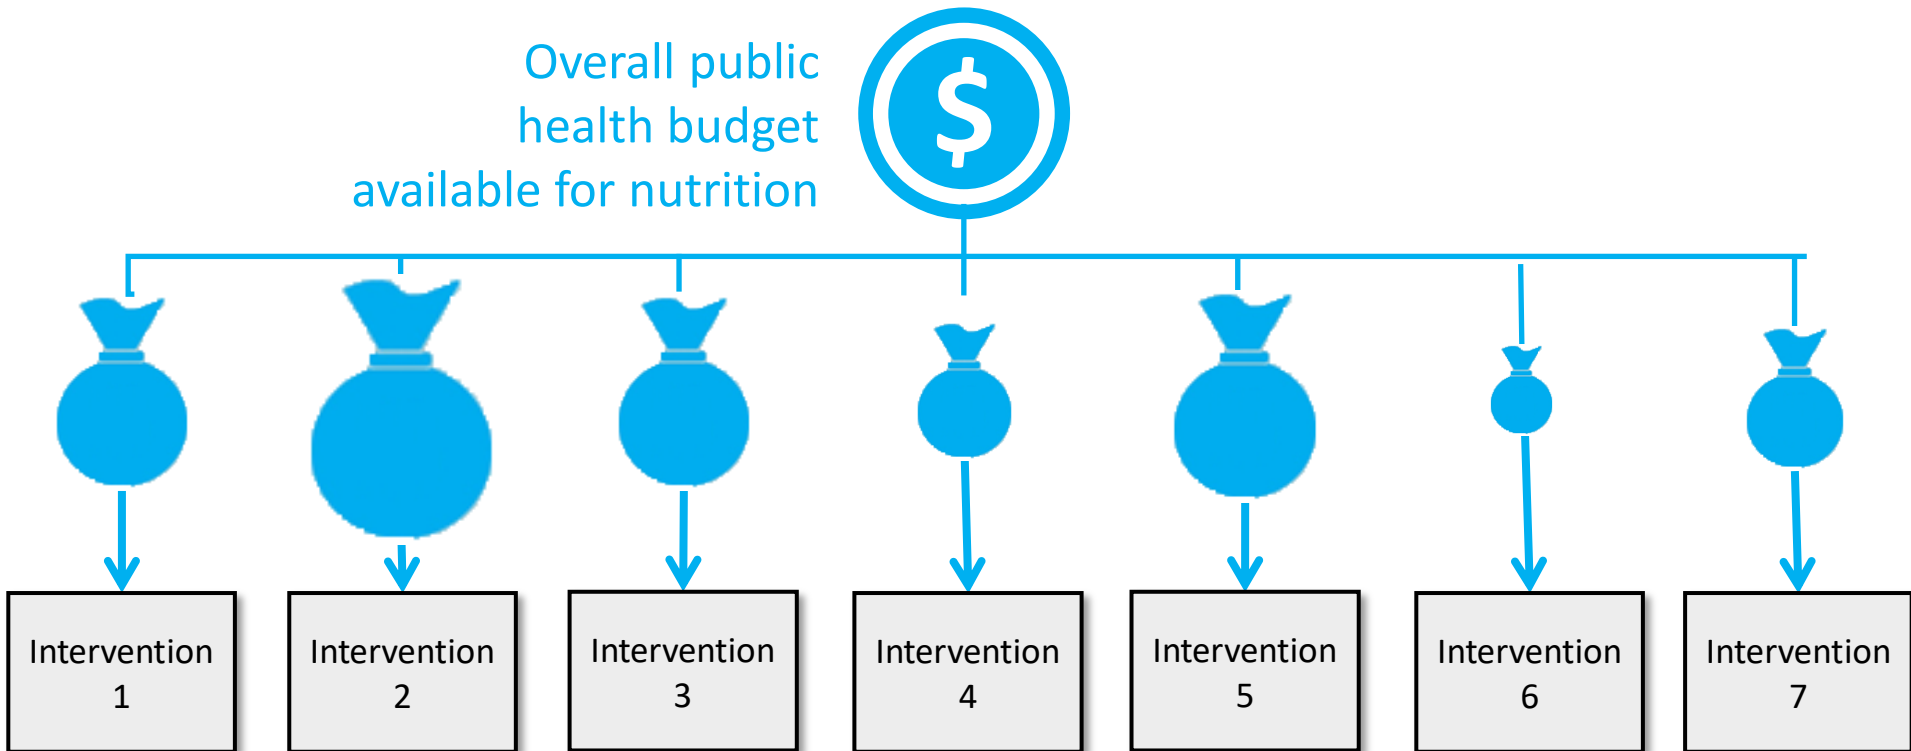 Overall public
health budget
available for nutrition
$
Intervention
1
Intervention
2
Intervention
3
Intervention
4
Intervention
5
Intervention
6
Intervention
7